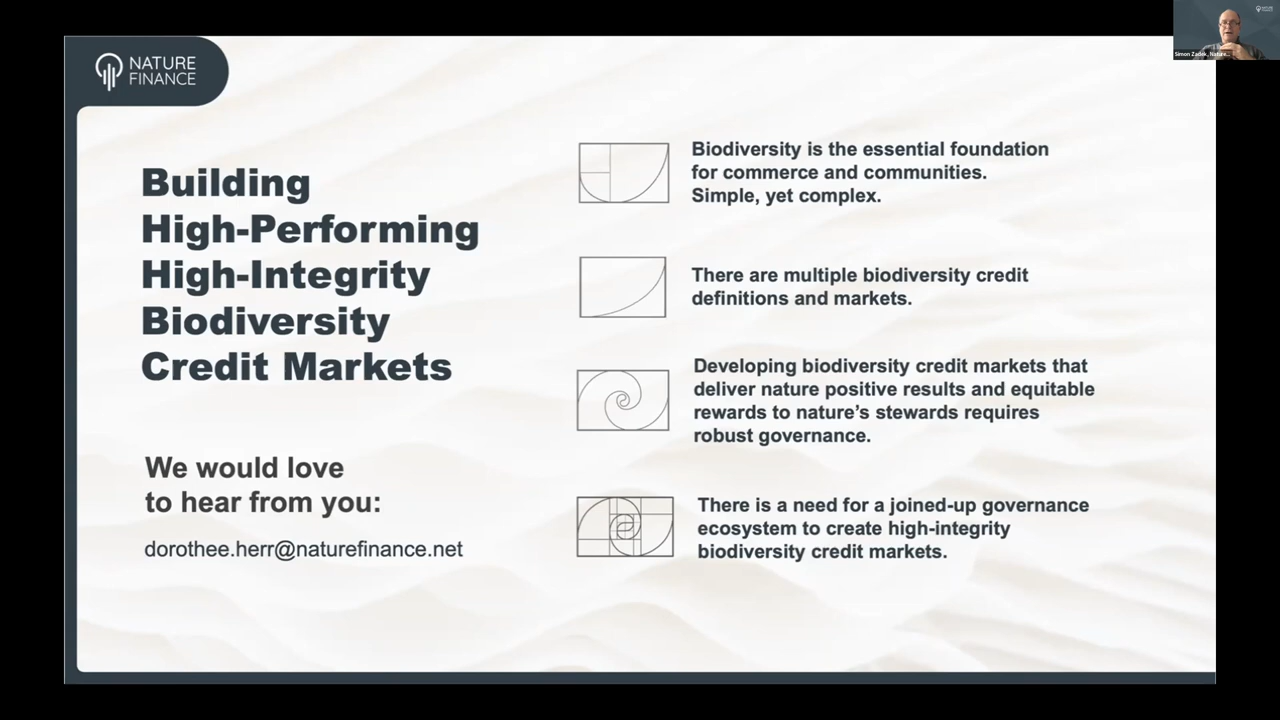 NATURE
FINANCE
Simon Zadek, Nature...
Building
High-Performing
High-Integrity
Biodiversity
Credit Markets
We would love
to hear from you:
dorothee.herr@naturefinance.net
Biodiversity is the essential foundation
for commerce and communities.
Simple, yet complex.
There are multiple biodiversity credit
definitions and markets.
Developing biodiversity credit markets that
deliver nature positive results and equitable
rewards to nature's stewards requires
robust governance.
There is a need for a joined-up governance
ecosystem to create high-integrity
biodiversity credit markets.